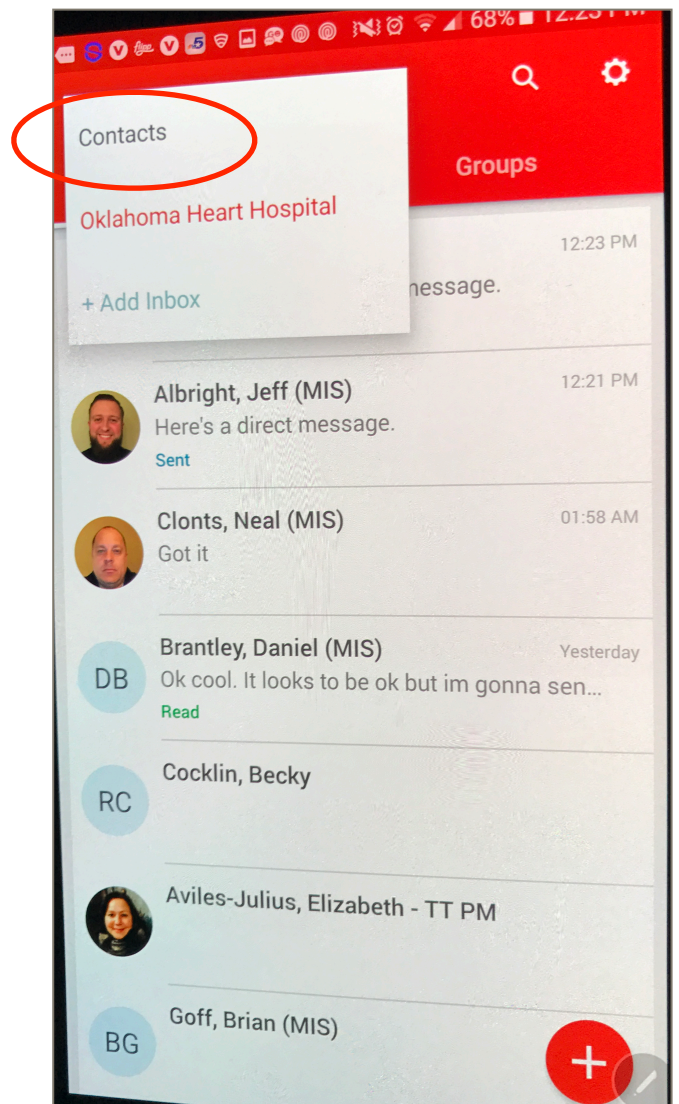 68% 12:23 PM
Contacts
Groups
Oklahoma Heart Hospital
12:23 PM
message.
+ Add Inbox
Albright, Jeff (MIS)
12:21 PM
Here's a direct message.
Sent
Clonts, Neal (MIS)
01:58 AM
Got it
Brantley, Daniel (MIS)
Yesterday
DB
Ok cool. It looks to be ok but im gonna sen...
Read
Cocklin, Becky
RC
Aviles-Julius, Elizabeth - TT PM
Goff, Brian (MIS)
BG